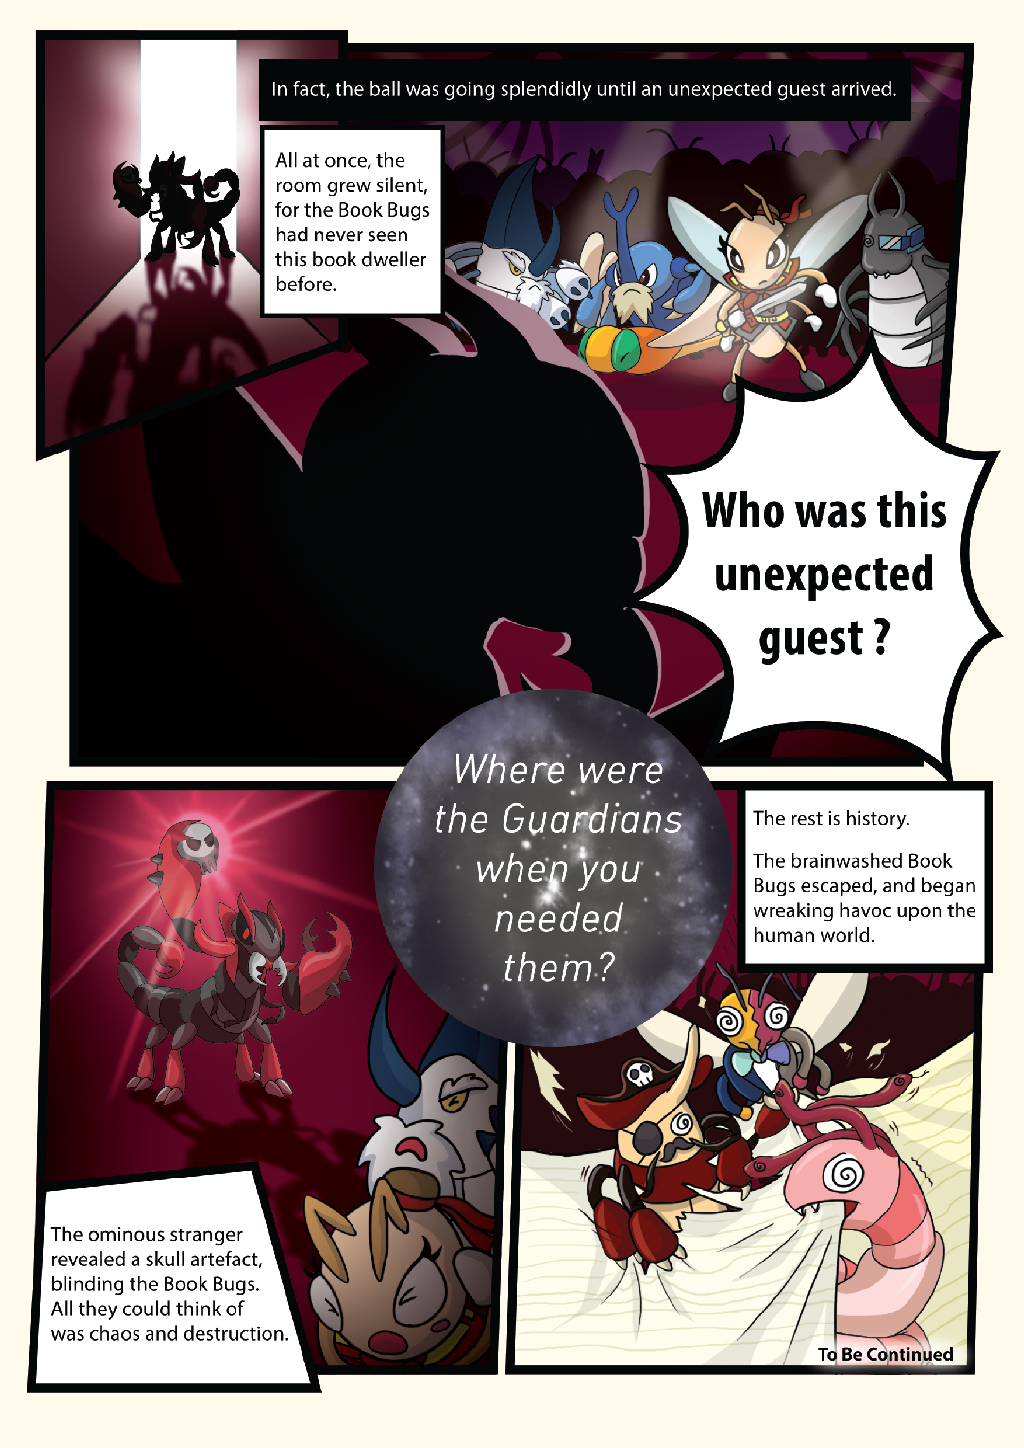 In fact, the ball was going splendidly until an unexpected guest arrived.
All at once, the
room grew silent,
for the Book Bugs
had never seen
this book dweller
before.
Who was this
unexpected
guest ?
Where were
the Guardians
when you
needed
them?
The rest is history.
The brainwashed Book
Bugs escaped, and began
wreaking havoc upon the
human world.
The ominous stranger
revealed a skull artefact,
blinding the Book Bugs.
All they could think of
was chaos and destruction.
To Be Continued